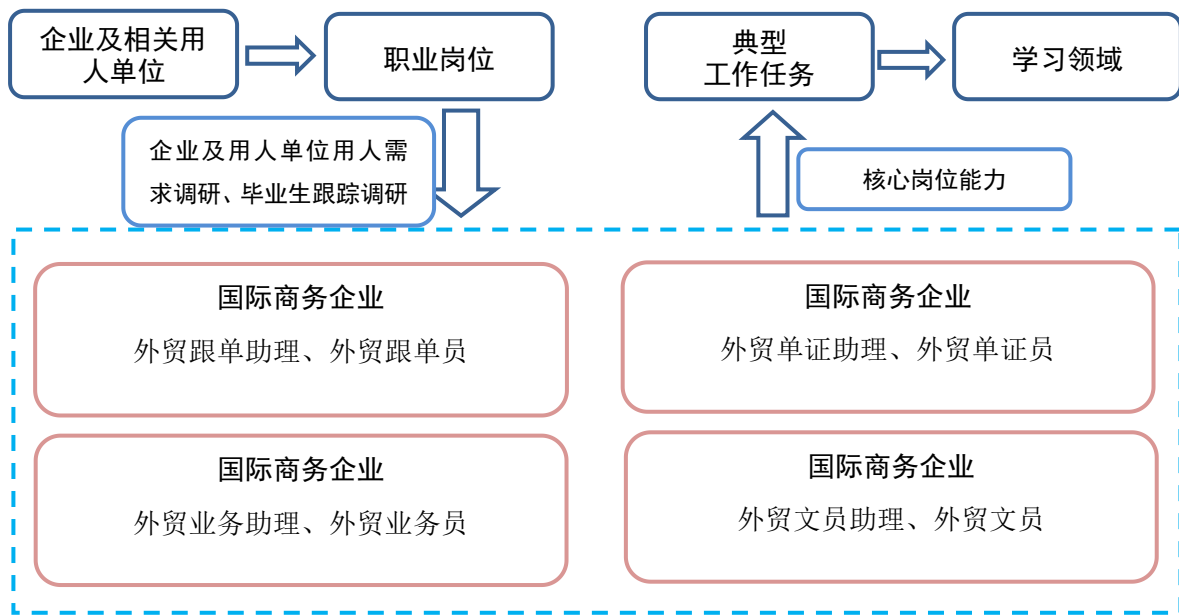 企业及相关用
人单位
职业岗位
典型
工作任务
学习领域
企业及用人单位用人需
求调研、毕业生跟踪调研
核心岗位能力
国际商务企业
外贸跟单助理、外贸跟单员
国际商务企业
外贸单证助理、外贸单证员
国际商务企业
外贸业务助理、外贸业务员
国际商务企业
外贸文员助理、外贸文员